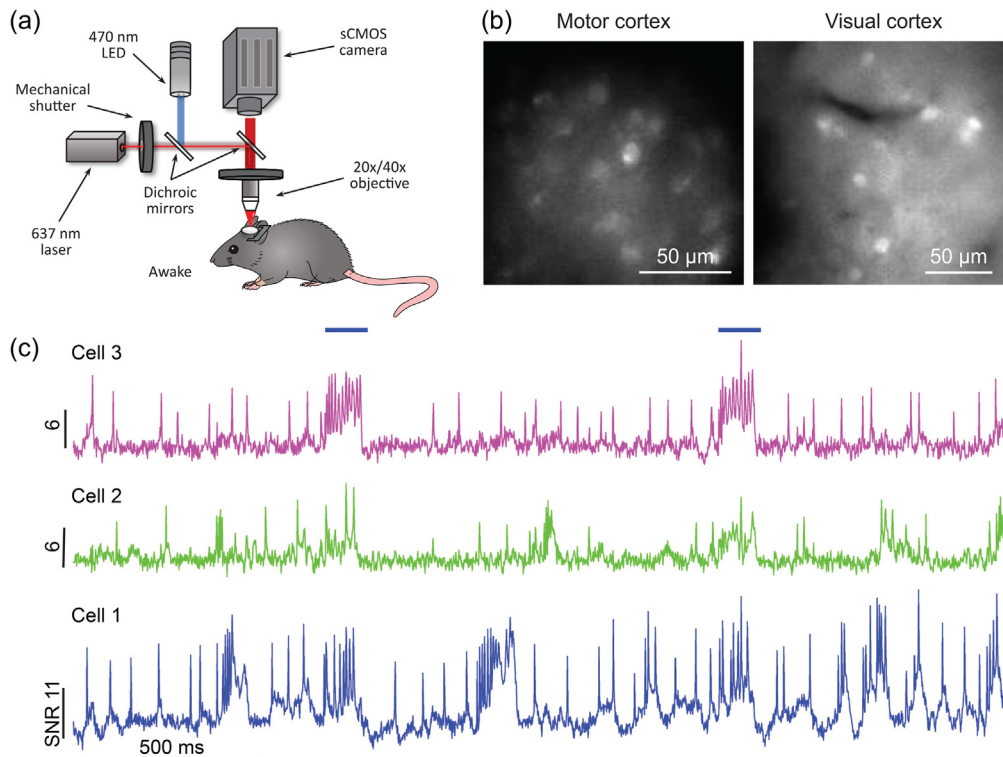 (a)
470 nm
LED
sCMOS
camera
Mechanical
shutter
Dichroic
mirrors
20x/40x
objective
637 nm
laser
Awake
(b)
Motor cortex
Visual cortex
50 µm
50 µm
(c)
Cell 3
6
Cell 2
6
Cell 1
SNR 11
500 ms